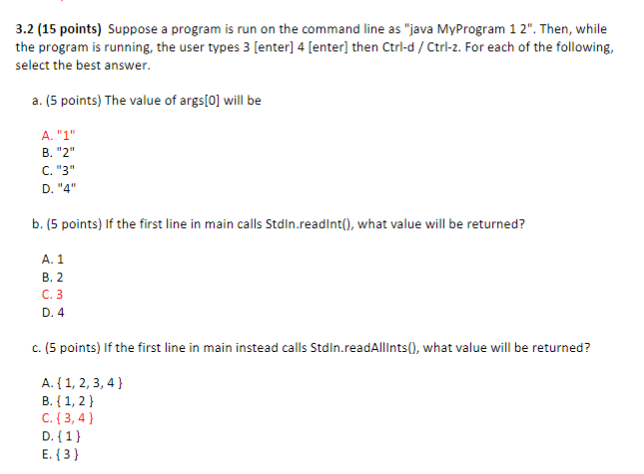 3.2 (15 points) Suppose a program is run on the command line as "java MyProgram 1 2". Then, while
the program is running, the user types 3 [enter] 4 [enter] then Ctrl-d / Ctrl-z. For each of the following,
select the best answer.
a. (5 points) The value of args[0] will be
A. "1"
B. "2"
C. "3"
D. "4"
b. (5 points) If the first line in main calls StdIn.readInt(), what value will be returned?
A. 1
B. 2
C. 3
D. 4
c. (5 points) If the first line in main instead calls StdIn.readAllInts(), what value will be returned?
A. { 1, 2, 3, 4 }
B. { 1, 2 }
C. { 3, 4 }
D. { 1 }
E. { 3 }